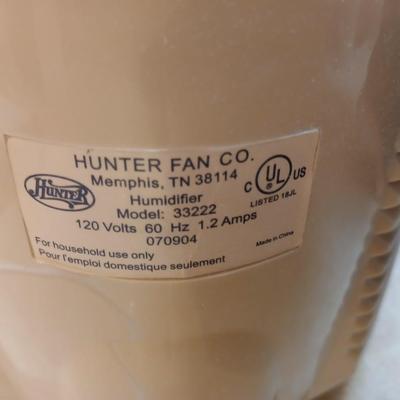 HUNTER FAN CO.
Memphis, TN 38114
HUNTER
Humidifier
Model: 33222
120 Volts 60 Hz 1.2 Amps
070904
For household use only
Pour l'emploi domestique seulement
C UL US
LISTED 18JL
Made in China